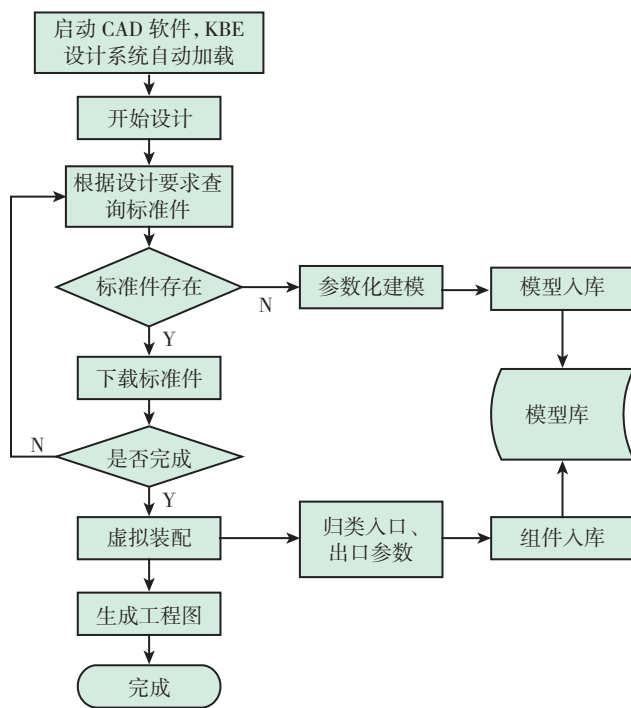 启动 CAD 软件，KBE
设计系统自动加载
开始设计
根据设计要求查
询标准件
标准件存在
N
参数化建模
模型入库
Y
下载标准件
模型库
N
是否完成
Y
虚拟装配
归类入口、
出口参数
组件入库
生成工程图
完成